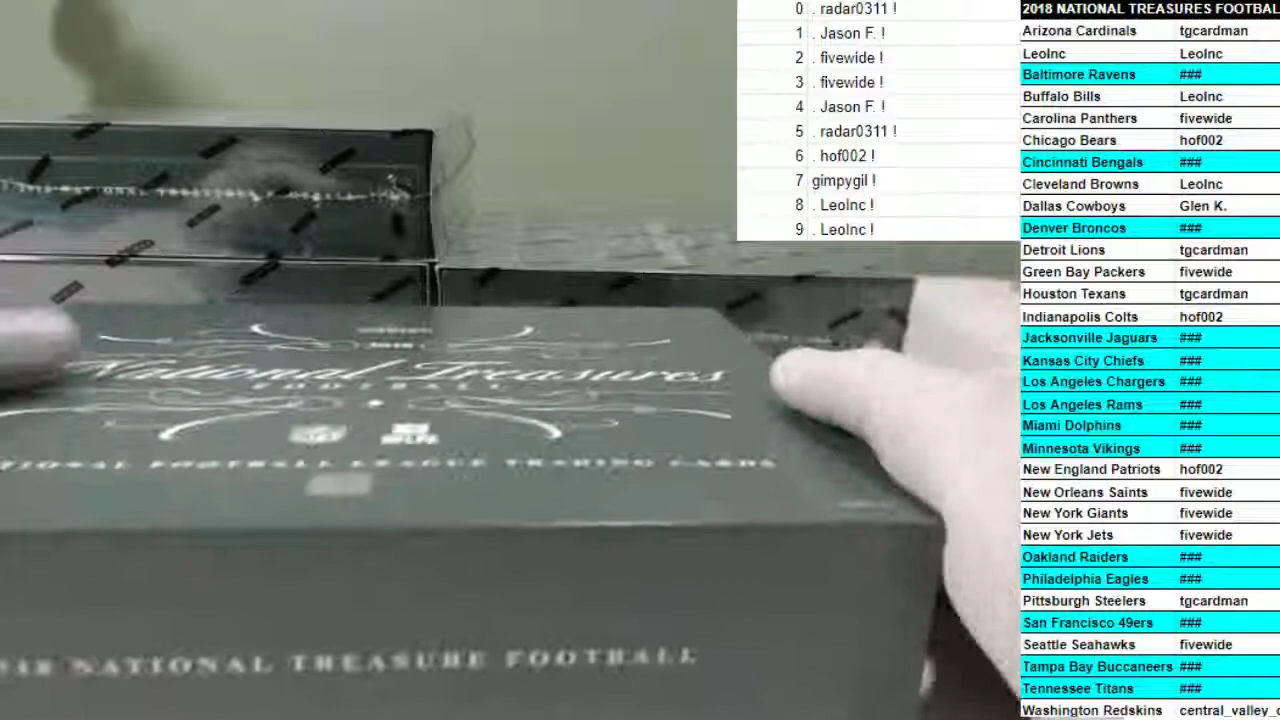 0 . radar0311 !
1 . Jason F. !
2 . fivewide !
3 . fivewide !
4 . Jason F. !
5 . radar0311 !
6 . hof002 !
7 gimpygil !
8 . LeoInc !
9 . LeoInc !
2018 NATIONAL TREASURES FOOTBAL
Arizona Cardinals tgcardman
LeoInc LeoInc
Baltimore Ravens ###
Buffalo Bills LeoInc
Carolina Panthers fivewide
Chicago Bears hof002
Cincinnati Bengals ###
Cleveland Browns LeoInc
Dallas Cowboys Glen K.
Denver Broncos ###
Detroit Lions tgcardman
Green Bay Packers fivewide
Houston Texans tgcardman
Indianapolis Colts hof002
Jacksonville Jaguars ###
Kansas City Chiefs ###
Los Angeles Chargers ###
Los Angeles Rams ###
Miami Dolphins ###
Minnesota Vikings ###
New England Patriots hof002
New Orleans Saints fivewide
New York Giants fivewide
New York Jets fivewide
Oakland Raiders ###
Philadelphia Eagles ###
Pittsburgh Steelers tgcardman
San Francisco 49ers ###
Seattle Seahawks fivewide
Tampa Bay Buccaneers ###
Tennessee Titans ###
Washington Redskins central_valley_c
National Treasures
FOOTBALL
FOOTBALL LEAGUE TRADING CARDS
NATIONAL TREASURE FOOTBALL